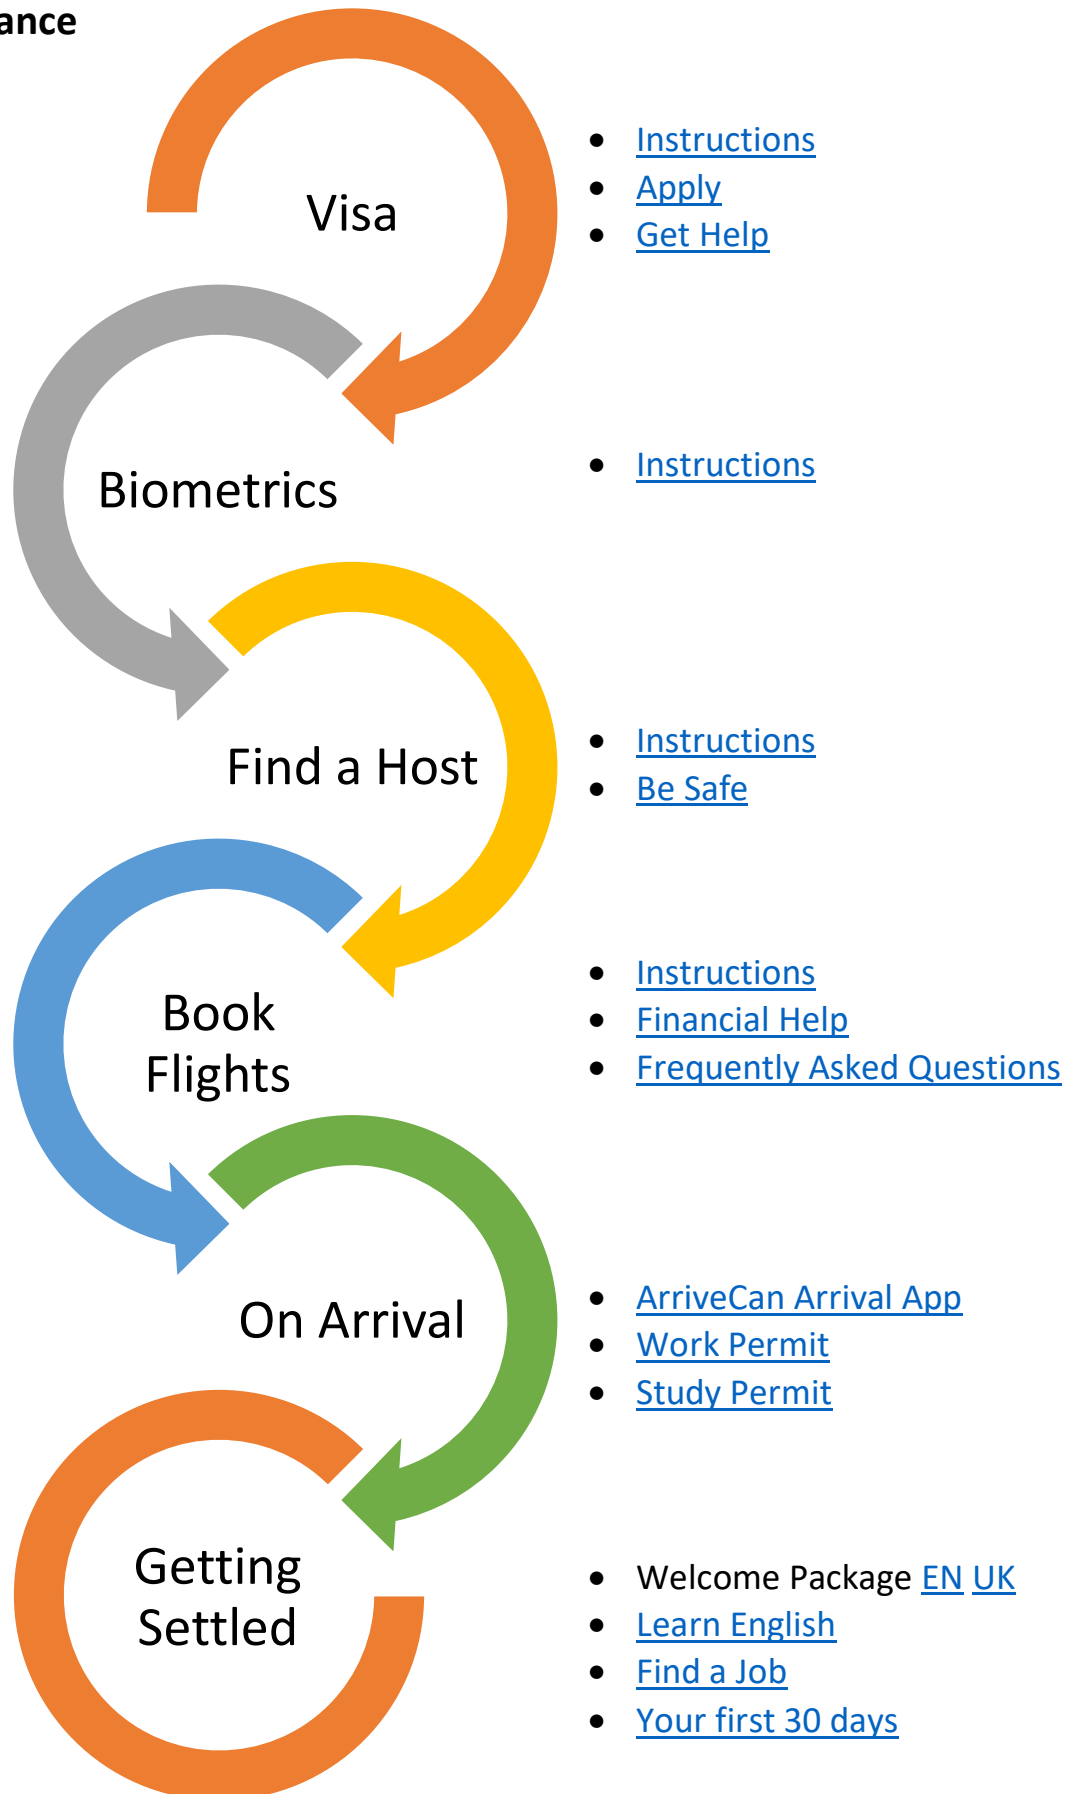 Visa
• Instructions
• Apply
• Get Help
Biometrics
• Instructions
Find a Host
• Instructions
• Be Safe
Book
Flights
• Instructions
• Financial Help
• Frequently Asked Questions
On Arrival
• ArriveCan Arrival App
• Work Permit
• Study Permit
Getting
Settled
• Welcome Package EN UK
• Learn English
• Find a Job
• Your first 30 days